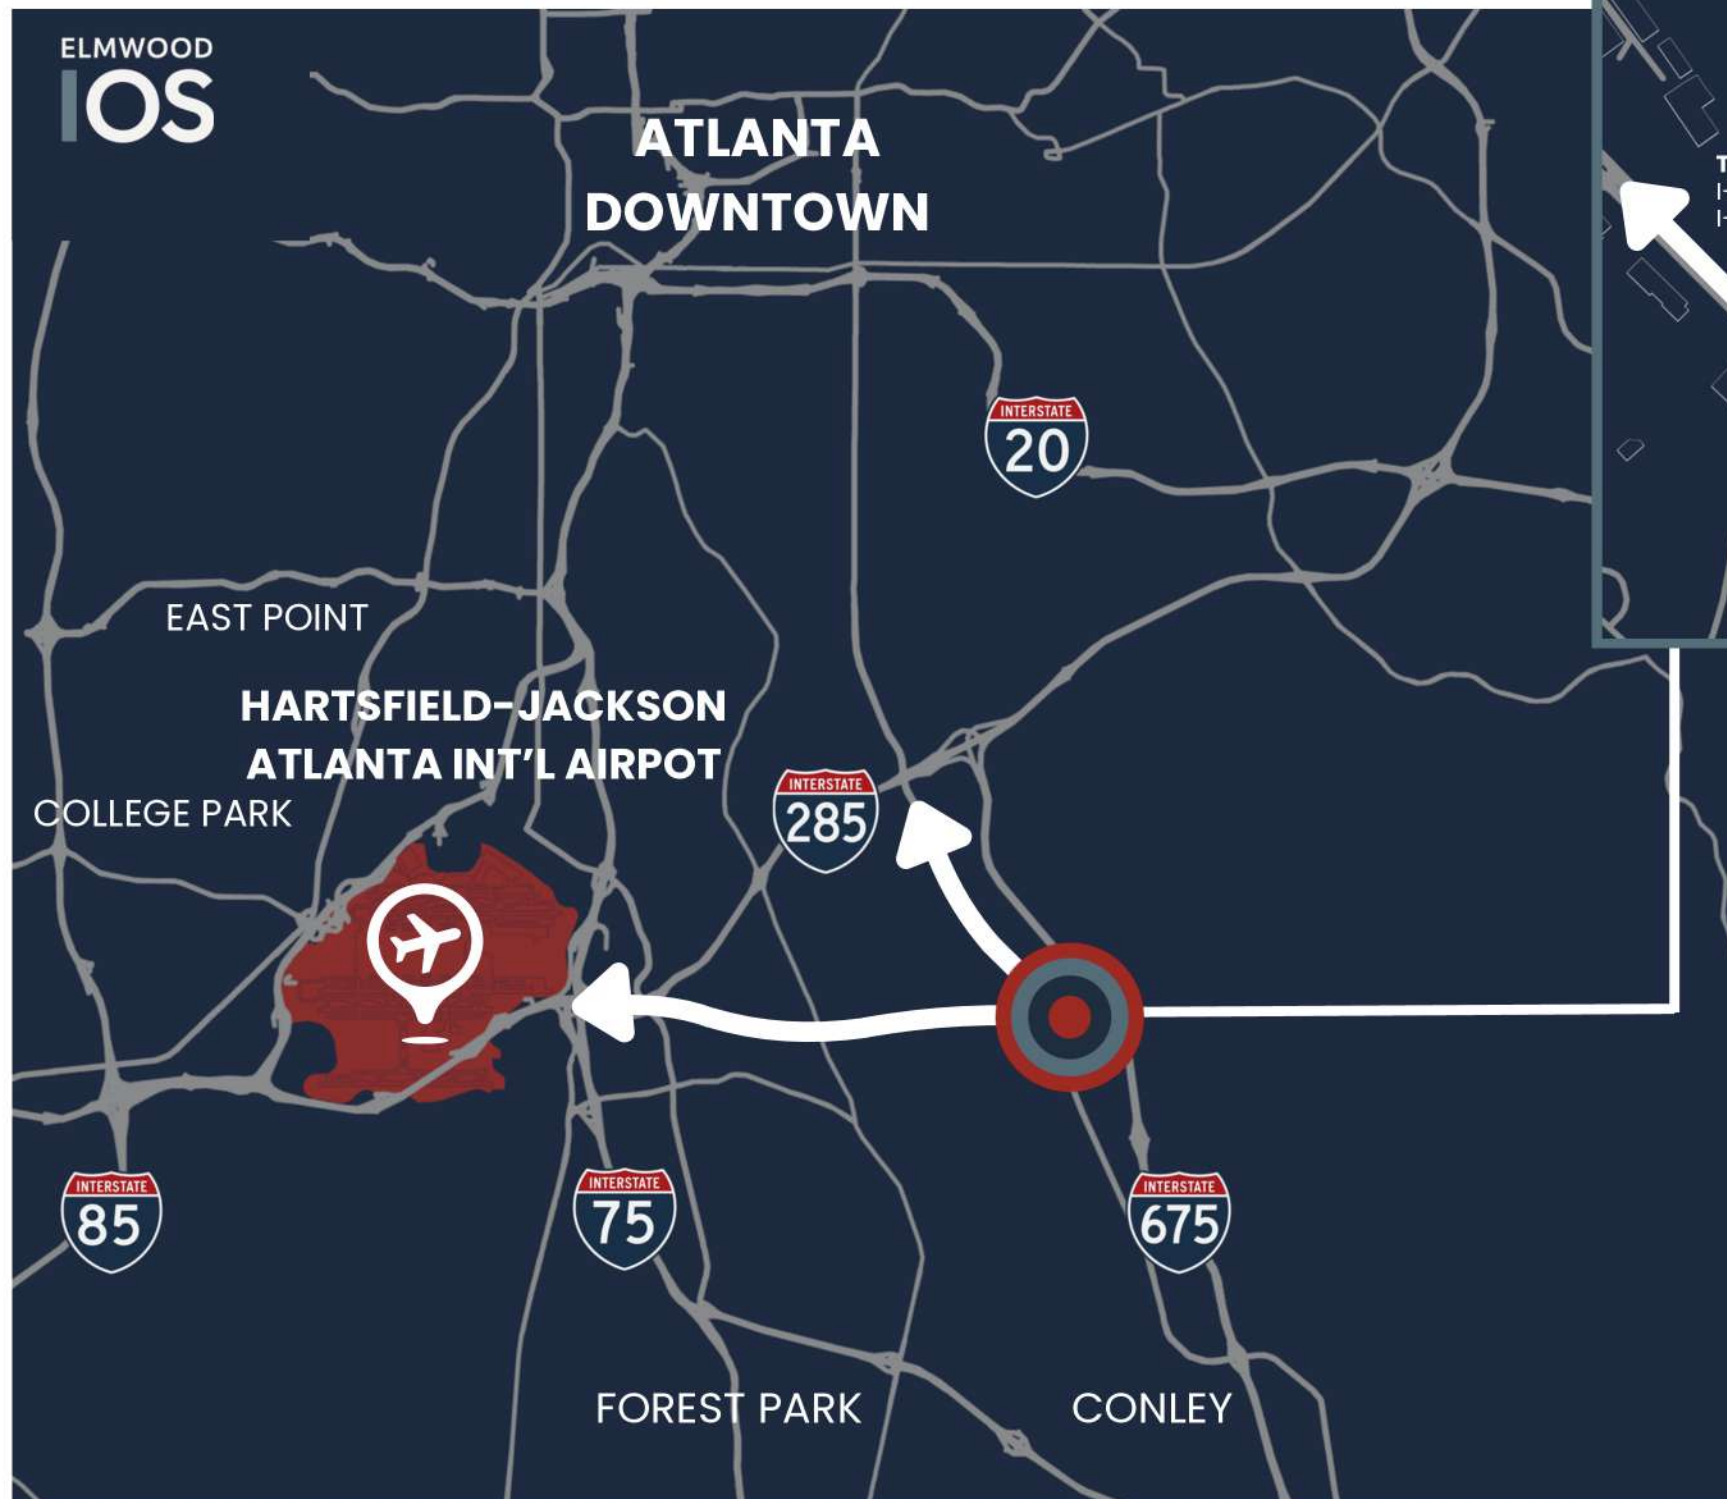 ELMWOOD
IOS
ATLANTA
DOWNTOWN
INTERSTATE
20
EAST POINT
HARTSFIELD-JACKSON
ATLANTA INT'L AIRPOT
COLLEGE PARK
INTERSTATE
285
INTERSTATE
85
INTERSTATE
75
INTERSTATE
675
FOREST PARK
CONLEY